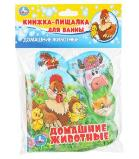 КНИЖКА-ПИЩАЛКА
ДЛЯ ВАННЫ
ДОМАШНИЕ ЖИВОТНЫЕ
ДОМАШНИЕ
ЖИВОТНЫЕ